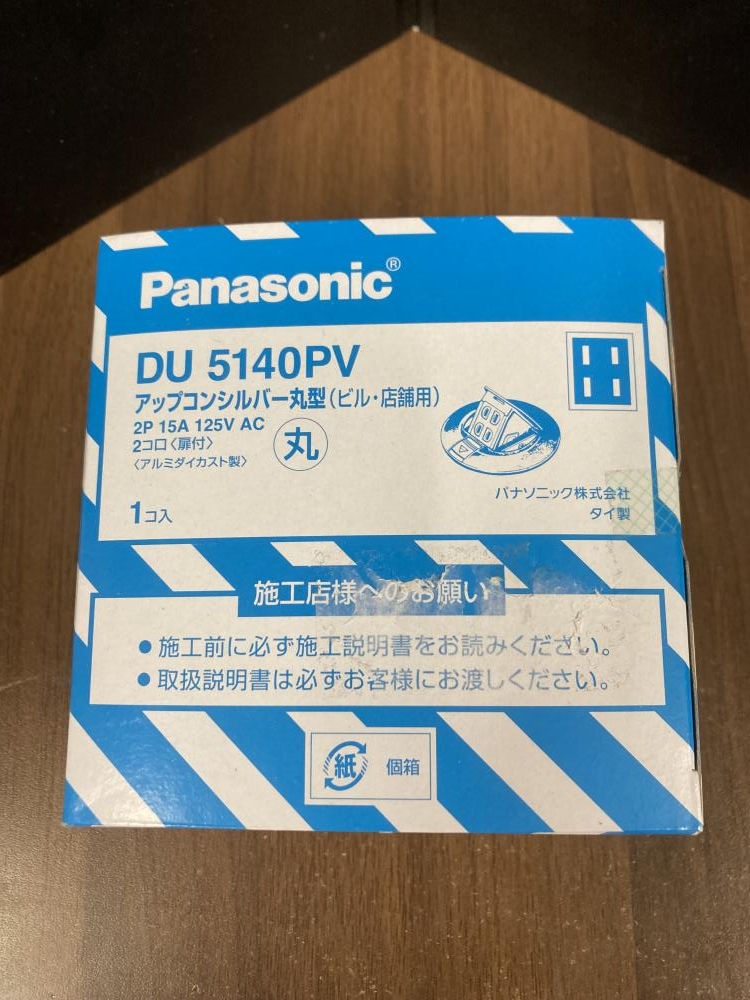 Panasonic®
DU 5140PV
アップコンシルバー丸型(ビル・店舗用)
2P 15A 125V AC
2コロ〈扉付〉
〈アルミダイカスト製〉
丸
1コ入
パナソニック株式会社
タイ製
施工店様へのお願い
●施工前に必ず施工説明書をお読みください。
●取扱説明書は必ずお客様にお渡しください。
紙
個箱